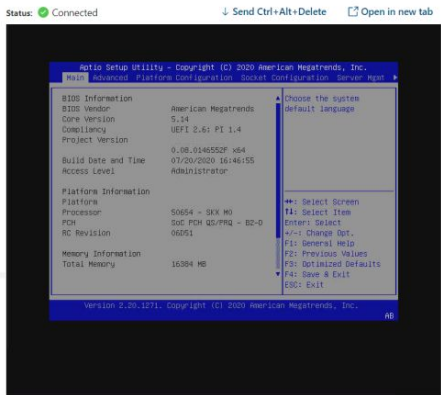 Status: Connected
Send Ctrl+Alt+Delete
Open in new tab
Aptio Setup Utility - Copyright (C) 2020 American Megatrends, Inc.
Main Advanced Platform Configuration Socket Configuration Server Mgmt
BIOS Information
BIOS Vendor American Megatrends
Core Version 5.14
Compliancy UEFI 2.6; PI 1.4
Project Version
0.08.0146552F x64
Build Date and Time 07/20/2020 16:46:55
Access Level Administrator
Platform Information
Platform
Processor 50654 - SKX M0
PCH SoC PCH QS/PRQ - B2-0
RC Revision 06D51
Memory Information
Total Memory 16384 MB
Choose the system
default language
: Select Screen
↑↓: Select Item
Enter: Select
+/-: Change Opt.
F1: General Help
F2: Previous Values
F3: Optimized Defaults
F4: Save & Exit
ESC: Exit
Version 2.20.1271. Copyright (C) 2020 American Megatrends, Inc.
AB